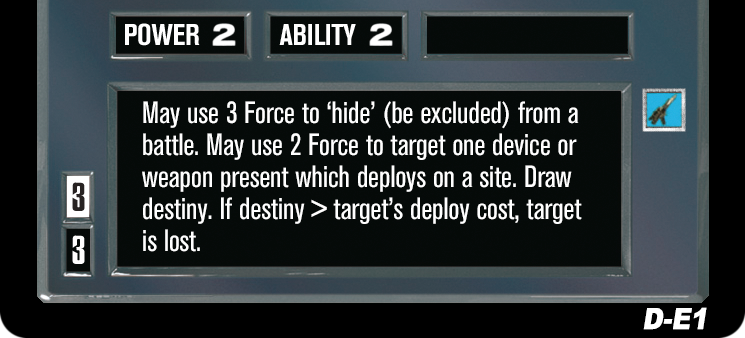 POWER 2 ABILITY 2
May use 3 Force to ‘hide’ (be excluded) from a
battle. May use 2 Force to target one device or
weapon present which deploys on a site. Draw
destiny. If destiny > target’s deploy cost, target
is lost.
3
3
D-E1